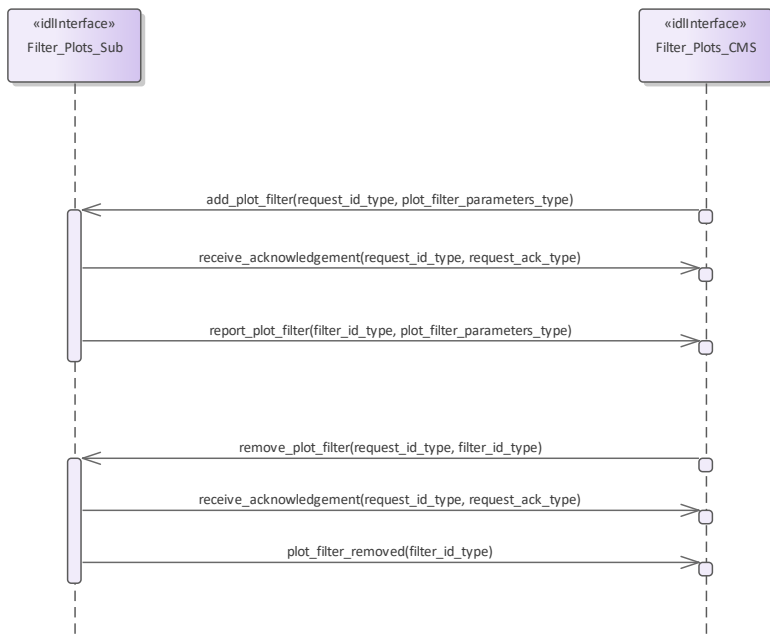 «idlInterface»
Filter_Plots_Sub
«idlInterface»
Filter_Plots_CMS
add_plot_filter(request_id_type, plot_filter_parameters_type)
receive_acknowledgement(request_id_type, request_ack_type)
report_plot_filter(filter_id_type, plot_filter_parameters_type)
remove_plot_filter(request_id_type, filter_id_type)
receive_acknowledgement(request_id_type, request_ack_type)
plot_filter_removed(filter_id_type)